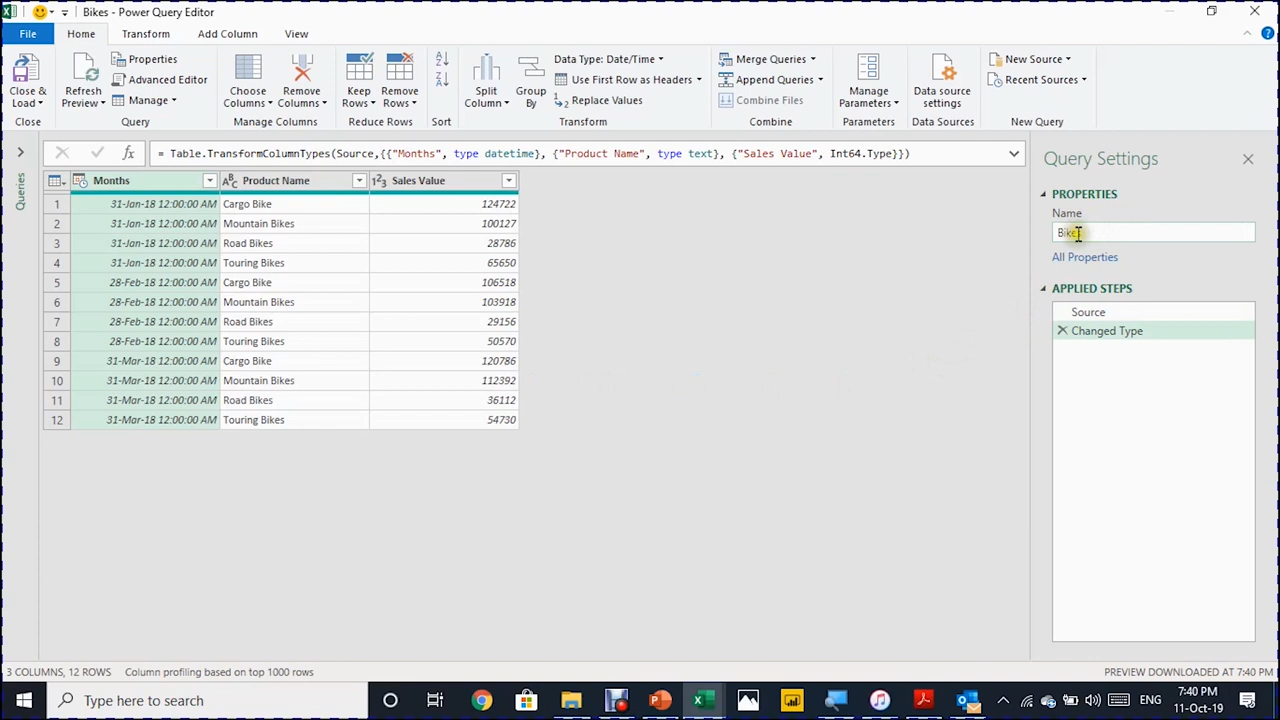 Bikes - Power Query Editor
File
Home
Transform
Add Column
View
Close & Load
Refresh Preview
Properties
Advanced Editor
Manage
Choose Columns
Remove Columns
Keep Rows
Remove Rows
Split Column
Group By
Data Type: Date/Time
Use First Row as Headers
Replace Values
Merge Queries
Append Queries
Combine Files
Manage Parameters
Data source settings
New Source
Recent Sources
Close
Query
Manage Columns
Reduce Rows
Sort
Transform
Combine
Parameters
Data Sources
New Query
= Table.TransformColumnTypes(Source,{{"Months", type datetime}, {"Product Name", type text}, {"Sales Value", Int64.Type}})
Queries
Months Product Name Sales Value
1 31-Jan-18 12:00:00 AM Cargo Bike 124722
2 31-Jan-18 12:00:00 AM Mountain Bikes 100127
3 31-Jan-18 12:00:00 AM Road Bikes 28786
4 31-Jan-18 12:00:00 AM Touring Bikes 65650
5 28-Feb-18 12:00:00 AM Cargo Bike 106518
6 28-Feb-18 12:00:00 AM Mountain Bikes 103918
7 28-Feb-18 12:00:00 AM Road Bikes 29156
8 28-Feb-18 12:00:00 AM Touring Bikes 50570
9 31-Mar-18 12:00:00 AM Cargo Bike 120786
10 31-Mar-18 12:00:00 AM Mountain Bikes 112392
11 31-Mar-18 12:00:00 AM Road Bikes 36112
12 31-Mar-18 12:00:00 AM Touring Bikes 54730
Query Settings
PROPERTIES
Name
Bikes
All Properties
APPLIED STEPS
Source
Changed Type
3 COLUMNS, 12 ROWS
Column profiling based on top 1000 rows
PREVIEW DOWNLOADED AT 7:40 PM
Type here to search
ENG
7:40 PM
11-Oct-19